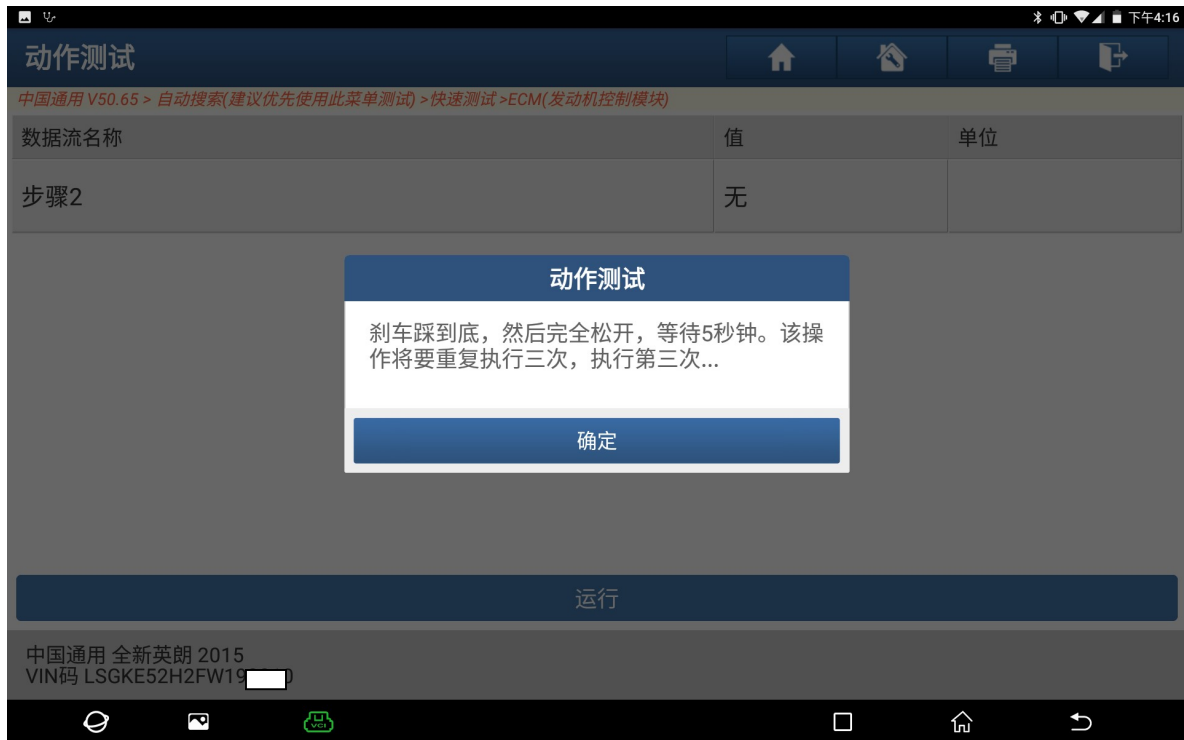 下午4:16
动作测试
中国通用 V50.65 > 自动搜索(建议优先使用此菜单测试) >快速测试 >ECM(发动机控制模块)
数据流名称 值 单位
步骤2 无
动作测试
刹车踩到底，然后完全松开，等待5秒钟。该操
作将要重复执行三次，执行第三次...
确定
运行
中国通用 全新英朗 2015
VIN码 LSGKE52H2FW19
VCI